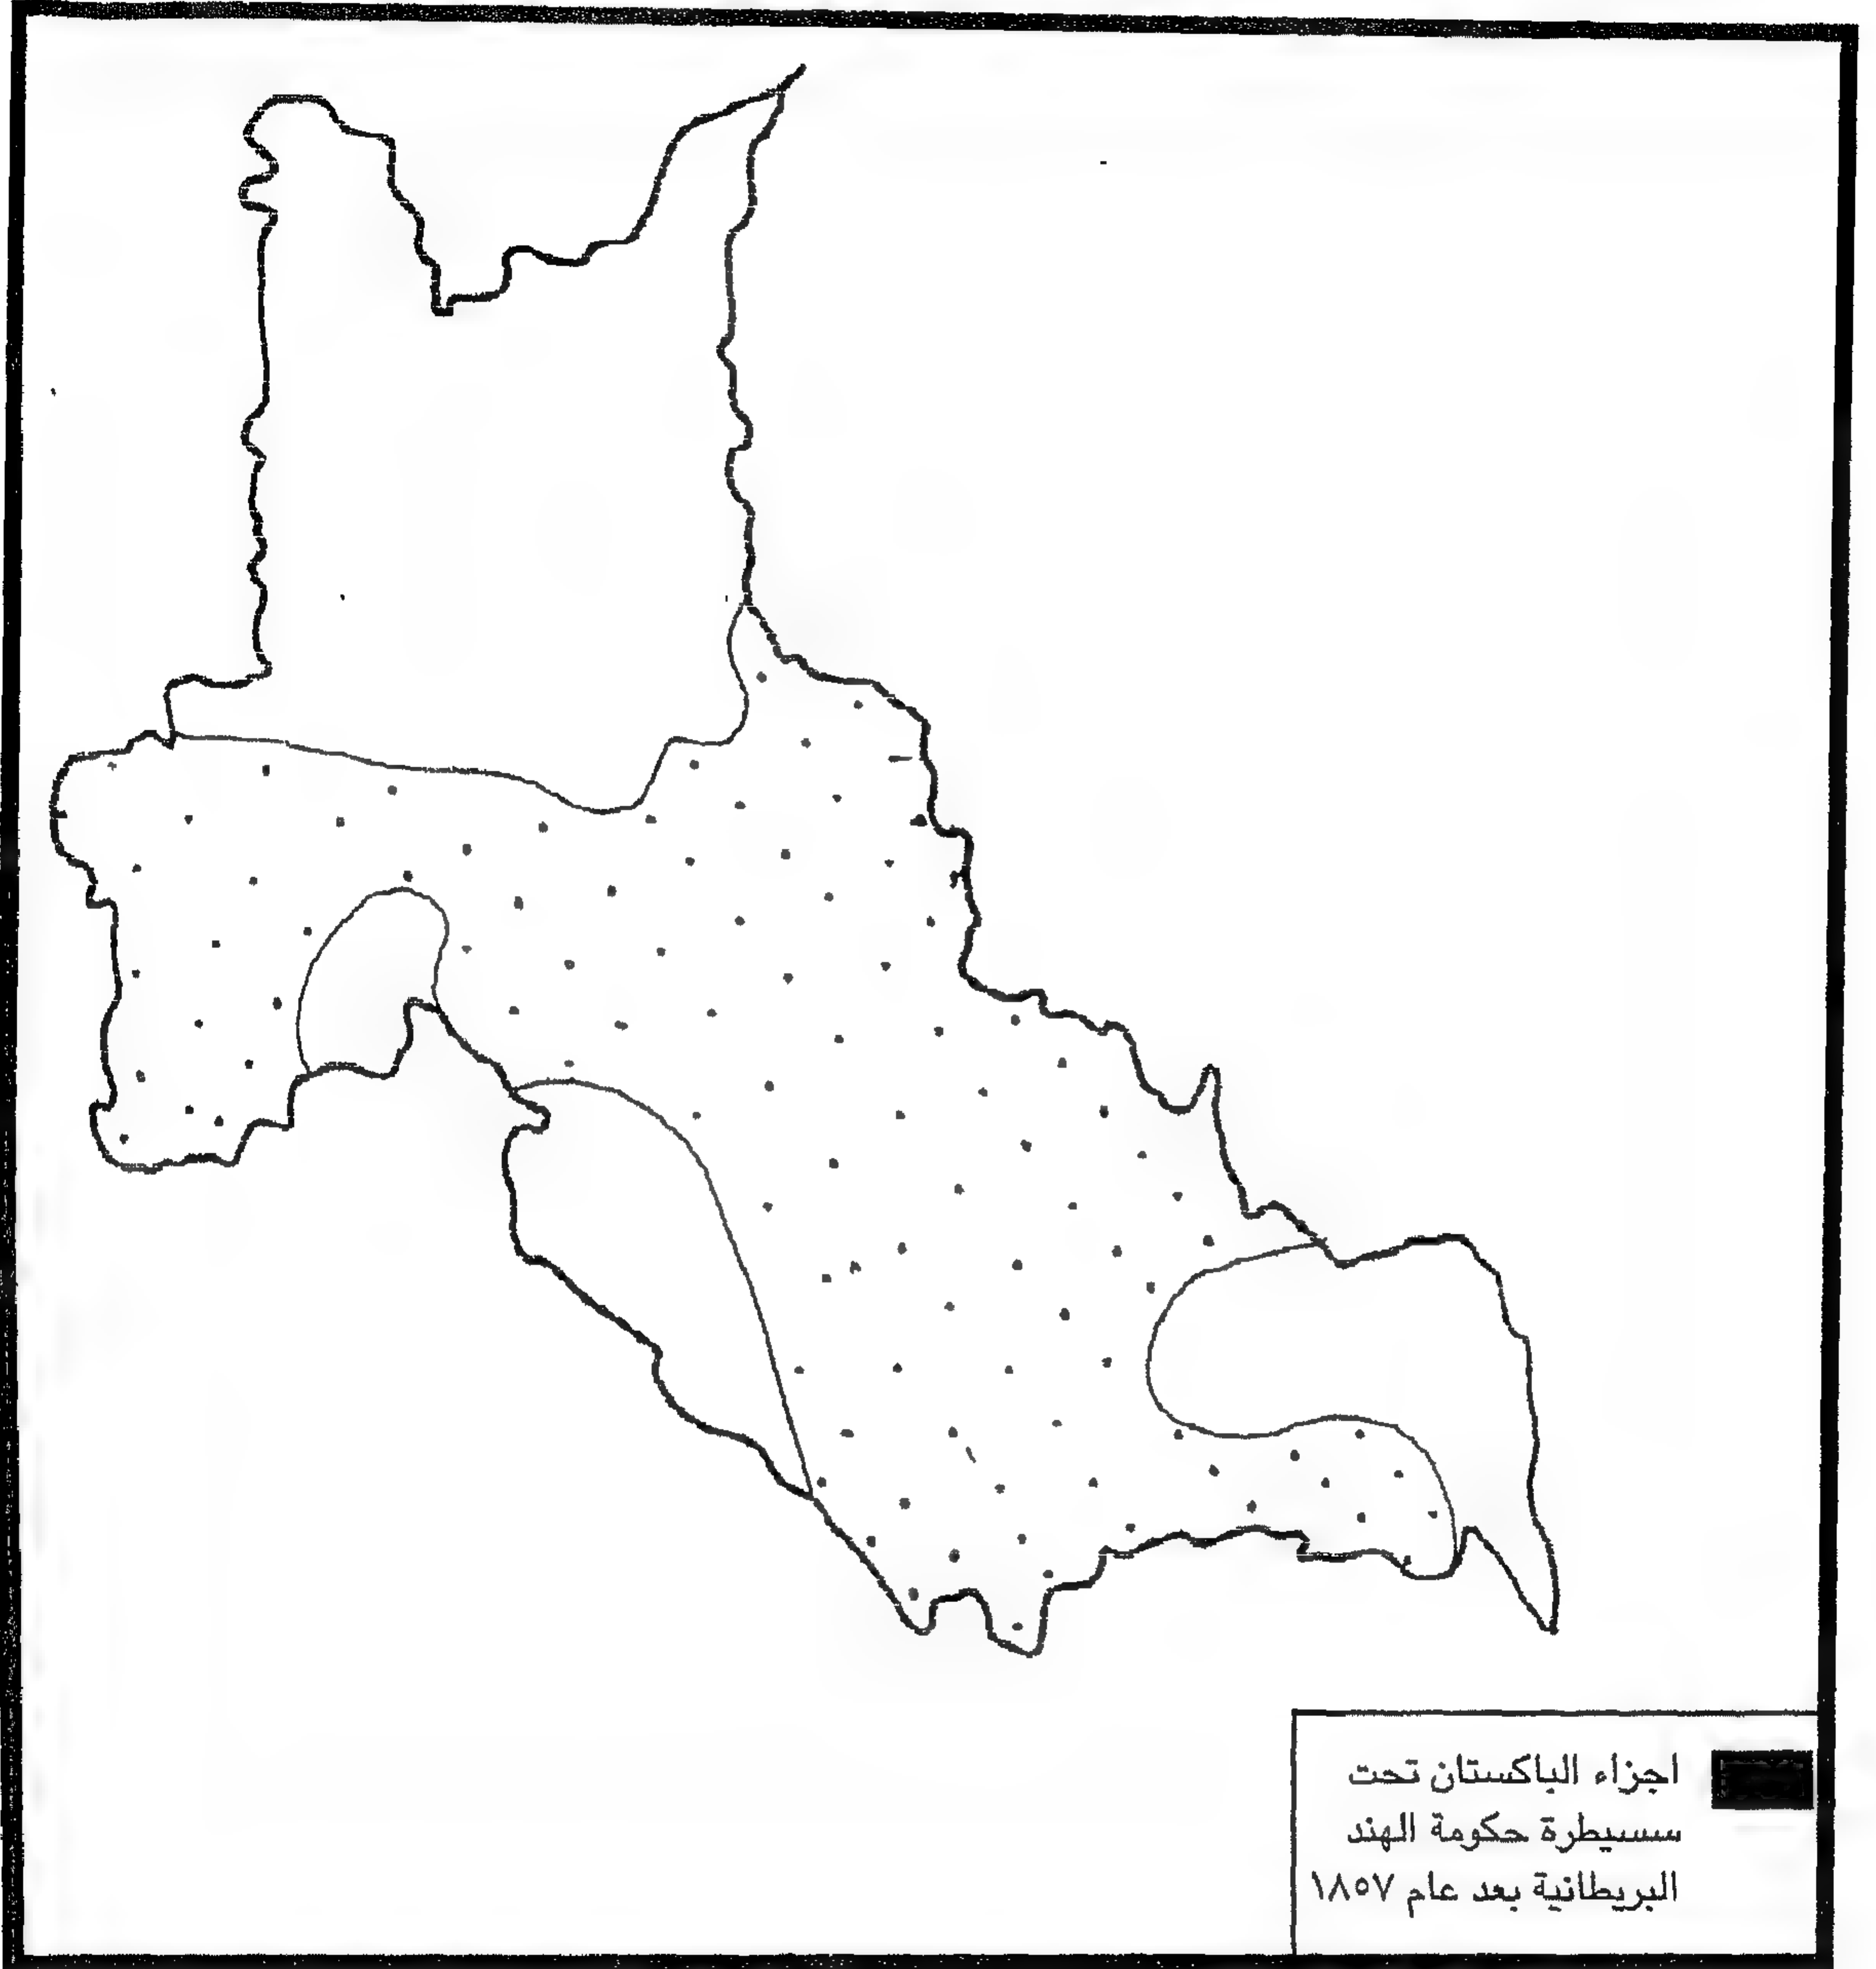 اجزاء الباكستان تحت
سسيطرة حكومة الهند
البريطانية بعد عام ١٨٥٧